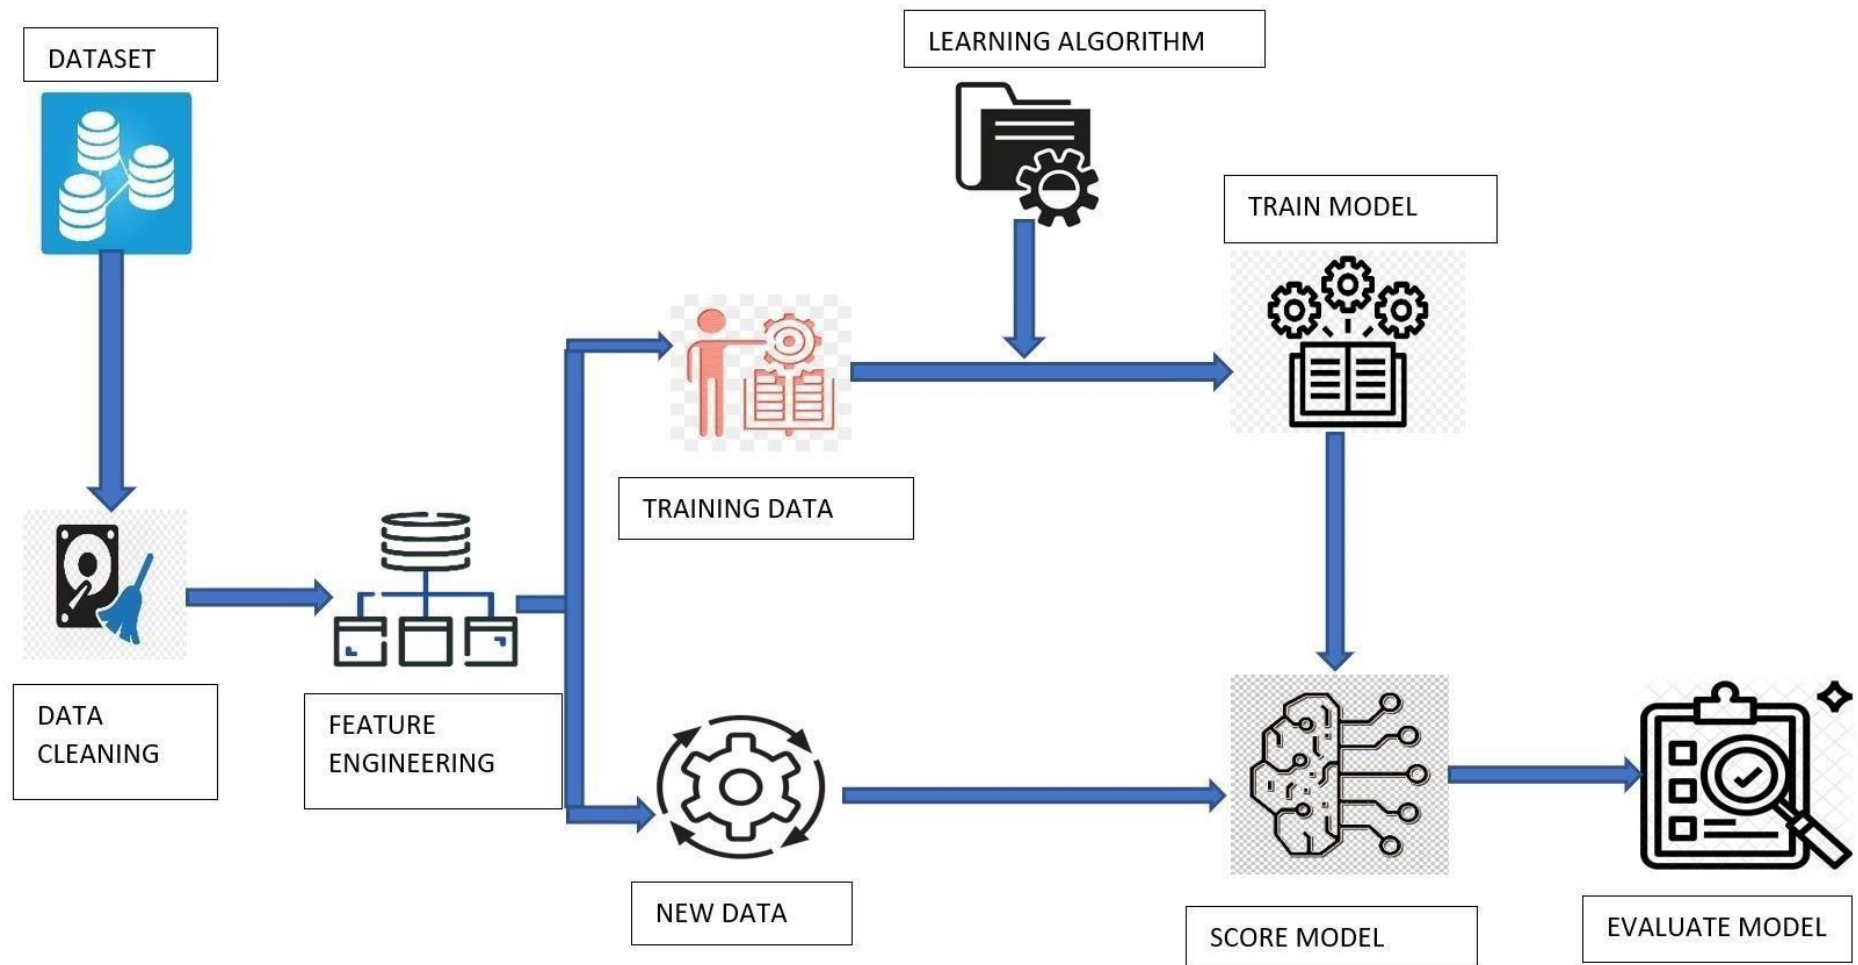 DATASET
LEARNING ALGORITHM
TRAIN MODEL
TRAINING DATA
DATA
CLEANING
FEATURE
ENGINEERING
NEW DATA
SCORE MODEL
EVALUATE MODEL